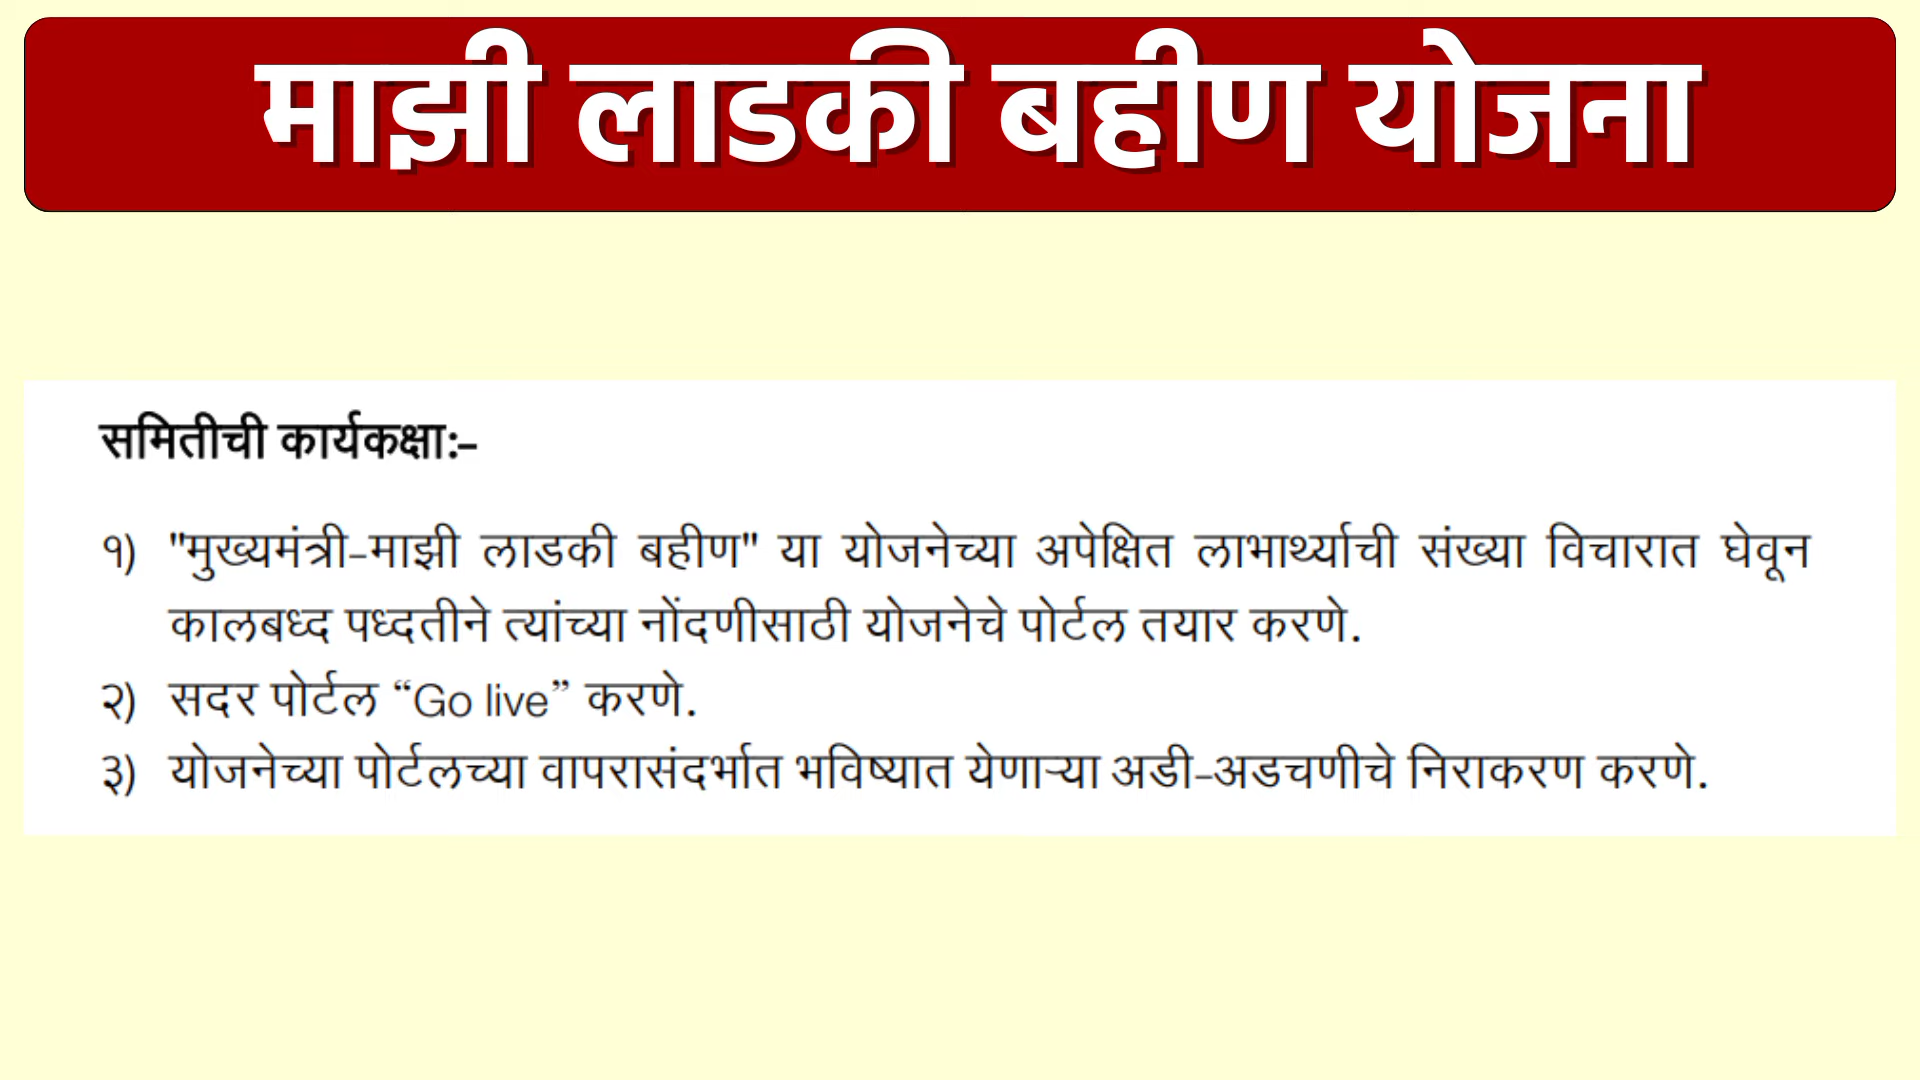 माझी लाडकी बहीण योजना
समितीची कार्यकक्षा:-
१) "मुख्यमंत्री-माझी लाडकी बहीण" या योजनेच्या अपेक्षित लाभार्थ्यांची संख्या विचारात घेवून
कालबध्द पध्दतीने त्यांच्या नोंदणीसाठी योजनेचे पोर्टल तयार करणे.
२) सदर पोर्टल “Go live” करणे.
३) योजनेच्या पोर्टलच्या वापरासंदर्भात भविष्यात येणाऱ्या अडी-अडचणीचे निराकरण करणे.